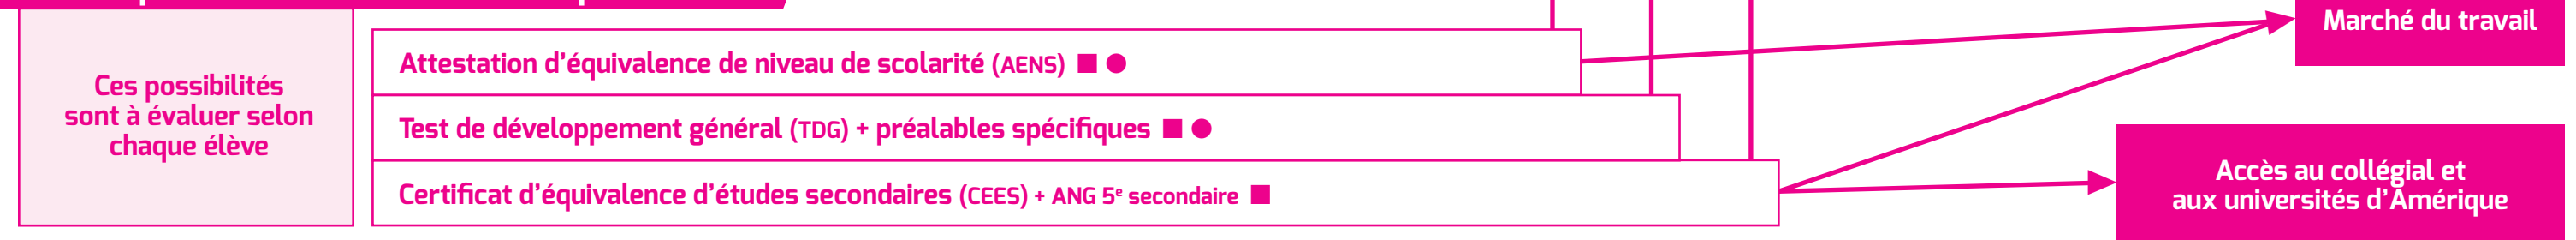 Ces possibilités
sont à évaluer selon
chaque élève
Attestation d'équivalence de niveau de scolarité (AENS) ■ ●
Test de développement général (TDG) + préalables spécifiques ■ ●
Certificat d'équivalence d'études secondaires (CEES) + ANG 5ᵉ secondaire ■
Marché du travail
Accès au collégial et
aux universités d'Amérique